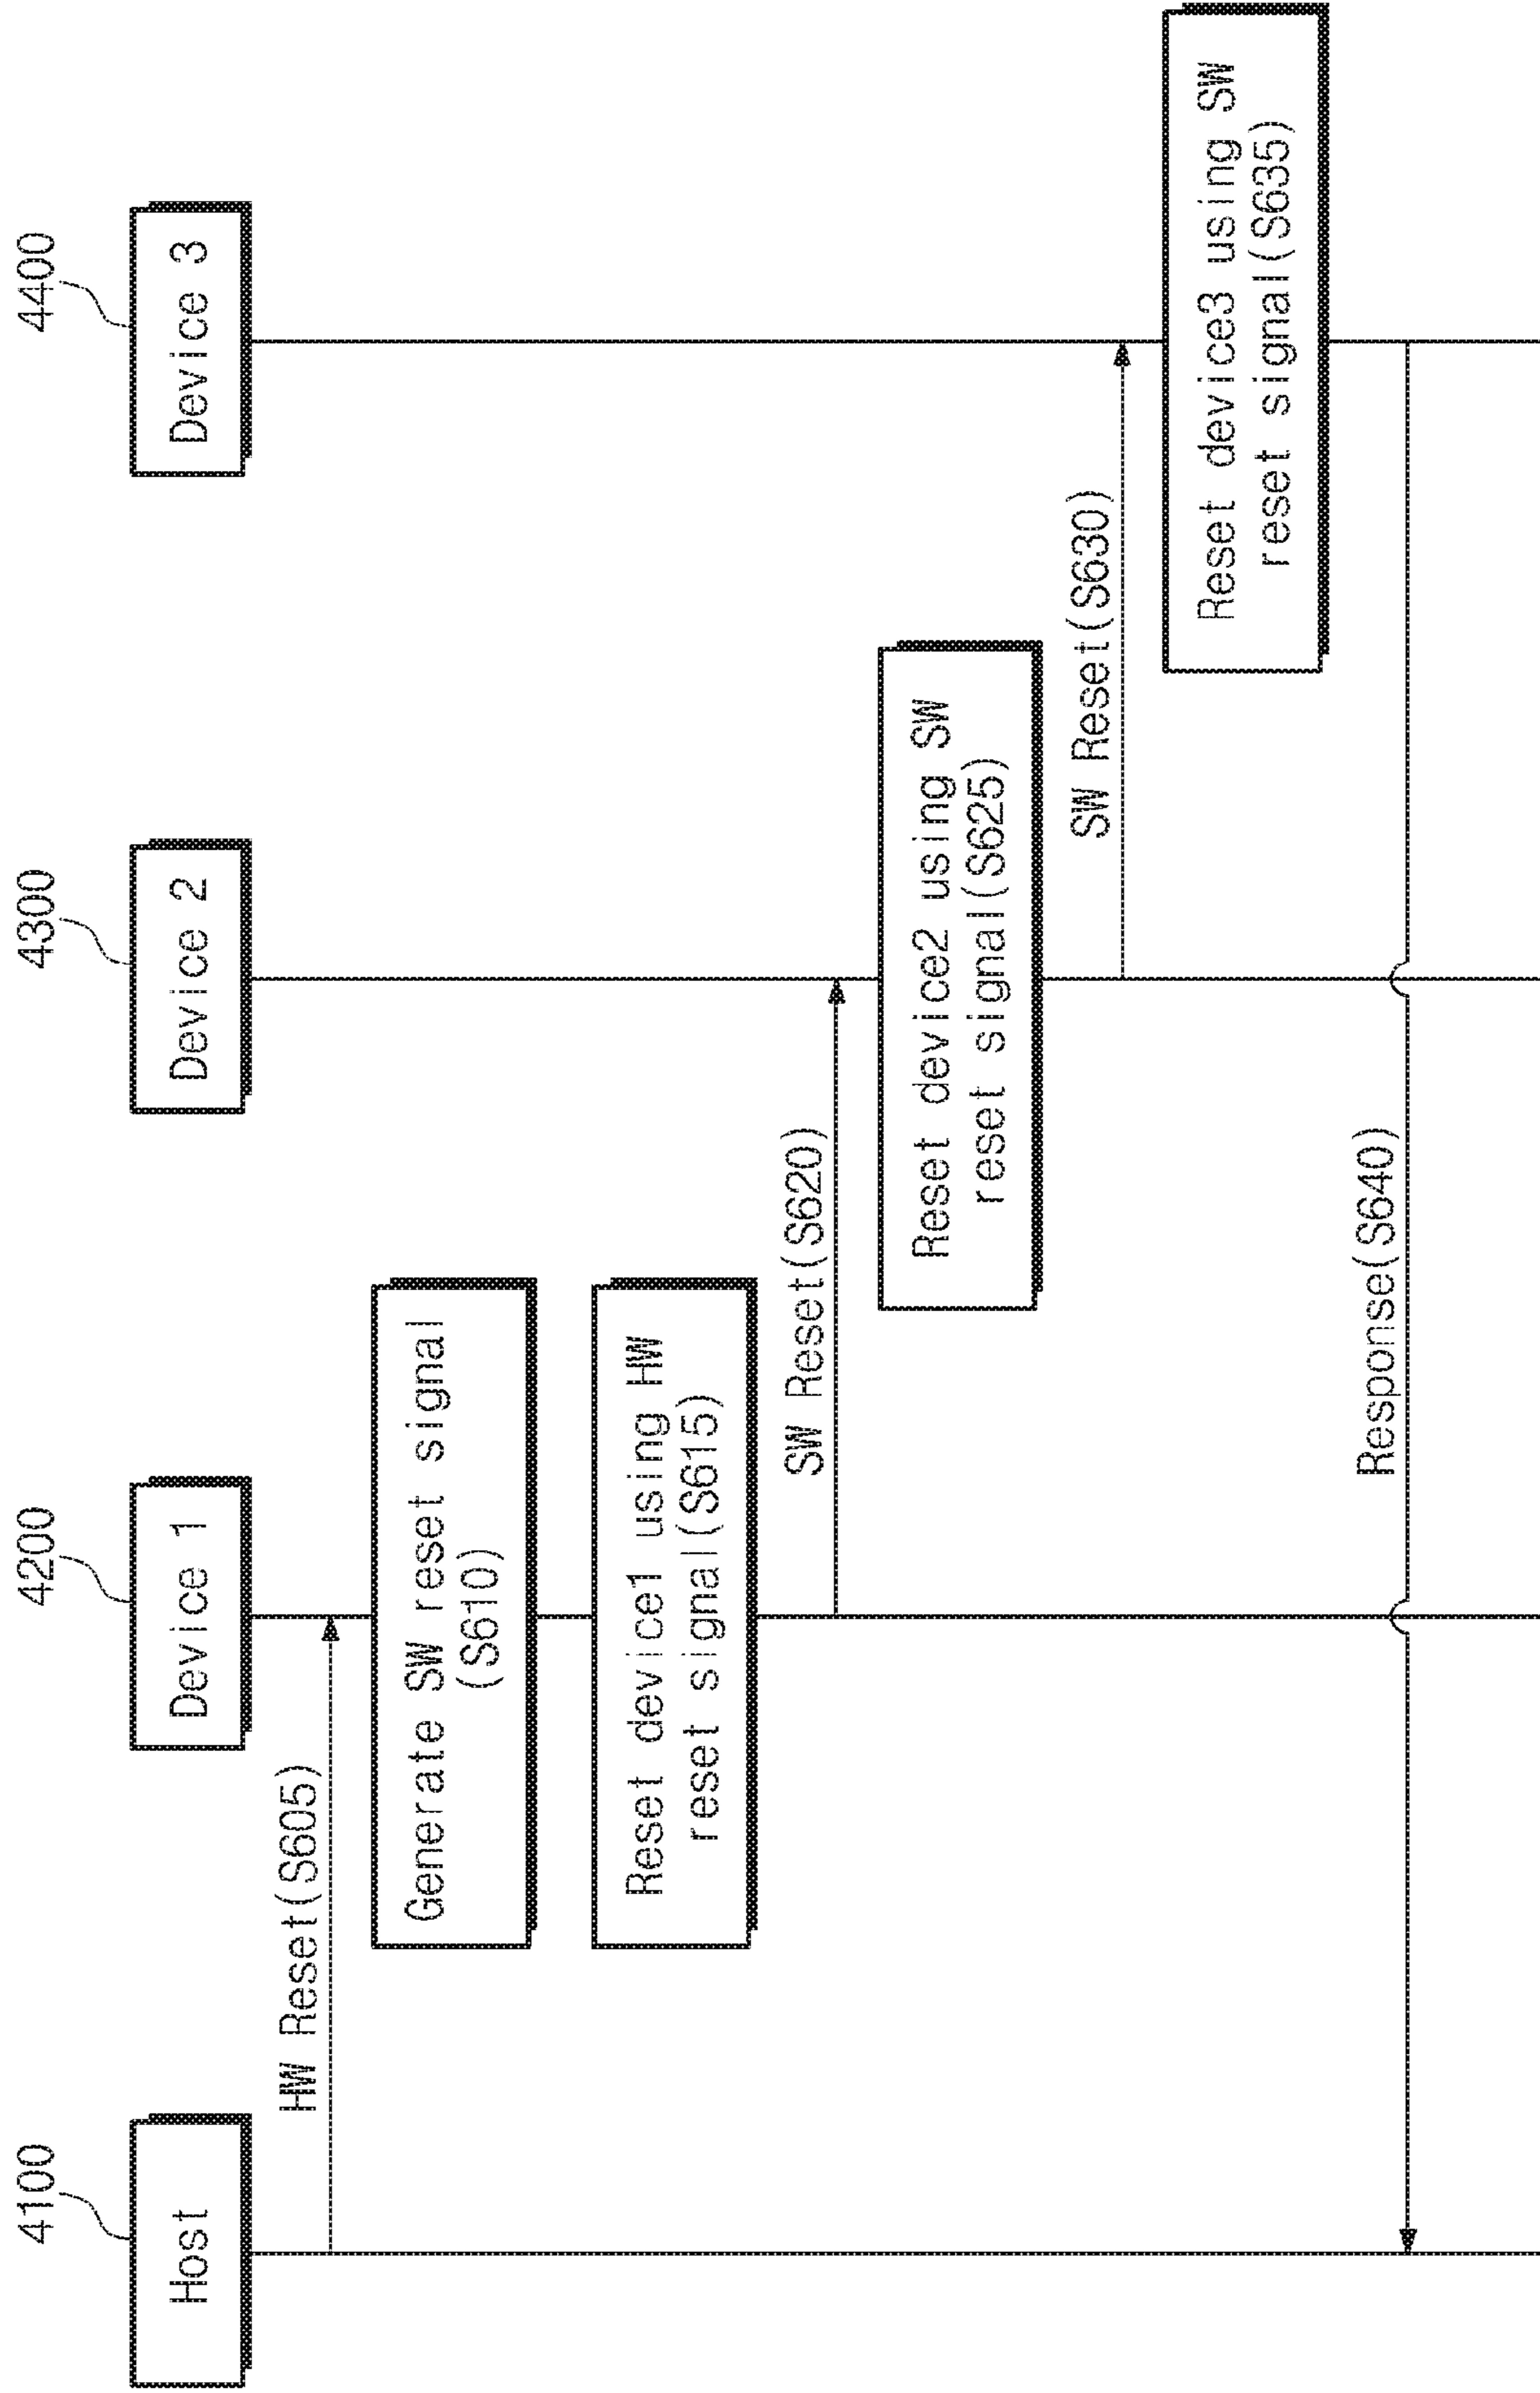 4100
4200
4300
4400
Host
Device 1
Device 2
Device 3
HW Reset(S605)
Generate SW reset signal
(S610)
Reset device1 using HW
reset signal(S615)
SW Reset(S620)
Reset device2 using SW
reset signal(S625)
SW Reset(S630)
Reset device3 using SW
reset signal(S635)
Response(S640)